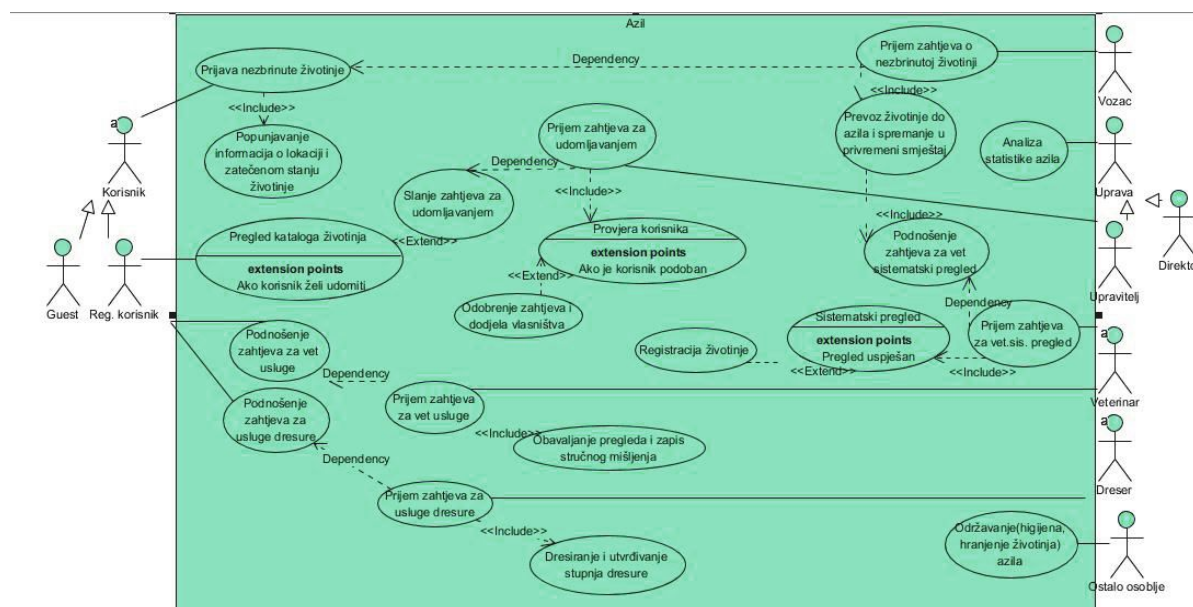 Azil
Prijava nezbrinute životinje
Dependency
Prijem zahtjeva o
nezbrinutoj životinji
Vozac
<<Include>>
<<Include>>
a
Korisnik
Popunjavanje
informacija o lokaciji i
zatečenom stanju
životinje
Prijem zahtjeva za
udomljavanjem
Prevoz životinje do
azila i spremanje u
privremeni smještaj
Analiza
statistike azila
a
Uprava
Dependency
Slanje zahtjeva za
udomljavanjem
<<Include>>
<<Include>>
Pregled kataloga životinja
extension points
Ako korisnik želi udomiti
<<Extend>>
Provjera korisnika
extension points
Ako je korisnik podoban
Podnošenje
zahtjeva za vet
sistematski pregled
Direkto
Upravitelj
Guest
Reg. korisnik
<<Extend>>
Odobrenje zahtjeva i
dodjela vlasništva
Dependency
Sistematski pregled
extension points
Pregled uspješan
Prijem zahtjeva
za vet.sis. pregled
a
Registracija životinje
<<Extend>>
<<Include>>
Podnošenje
zahtjeva za vet
usluge
Dependency
Veterinar
Prijem zahtjeva
za vet usluge
Podnošenje
zahtjeva za
usluge dresure
<<Include>>
Obavaljanje pregleda i zapis
stručnog mišljenja
a
Dreser
Dependency
Prijem zahtjeva za
usluge dresure
<<Include>>
Dresiranje i utvrđivanje
stupnja dresure
Održavanje(higijena,
hranjenje životinja)
azila
Ostalo osoblje